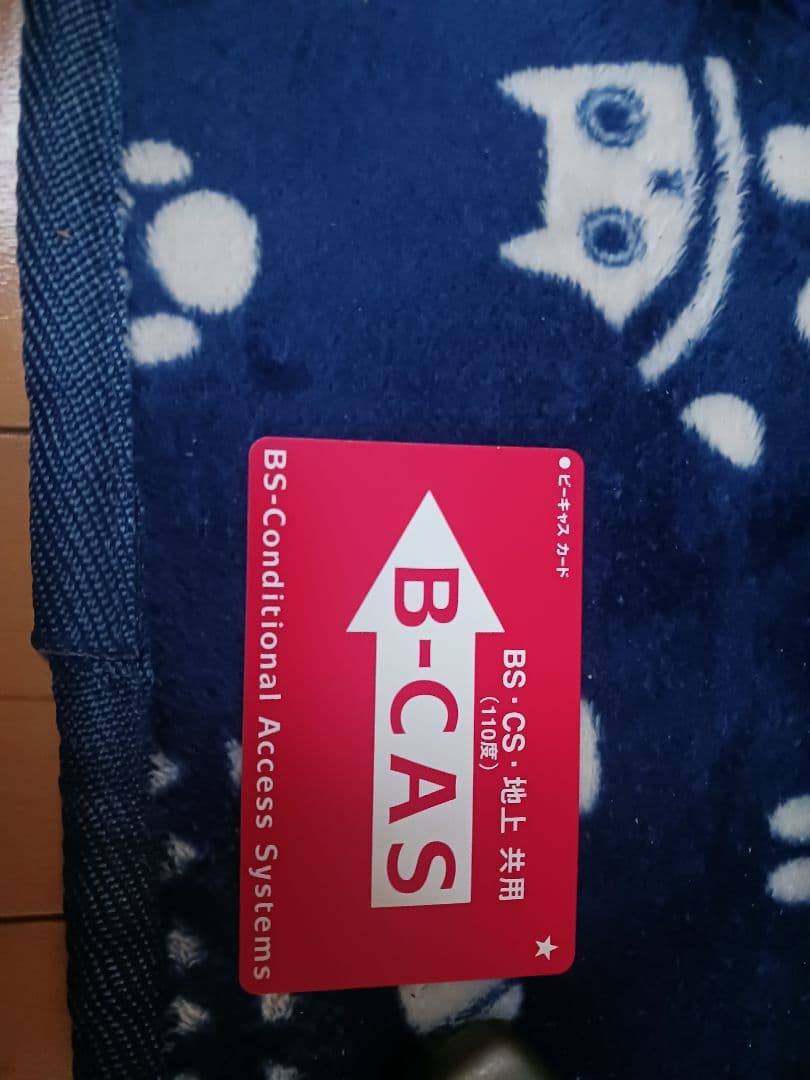 ●ビーキャス カード
BS・CS・地上 共用
（110度）
B-CAS
BS-Conditional Access Systems